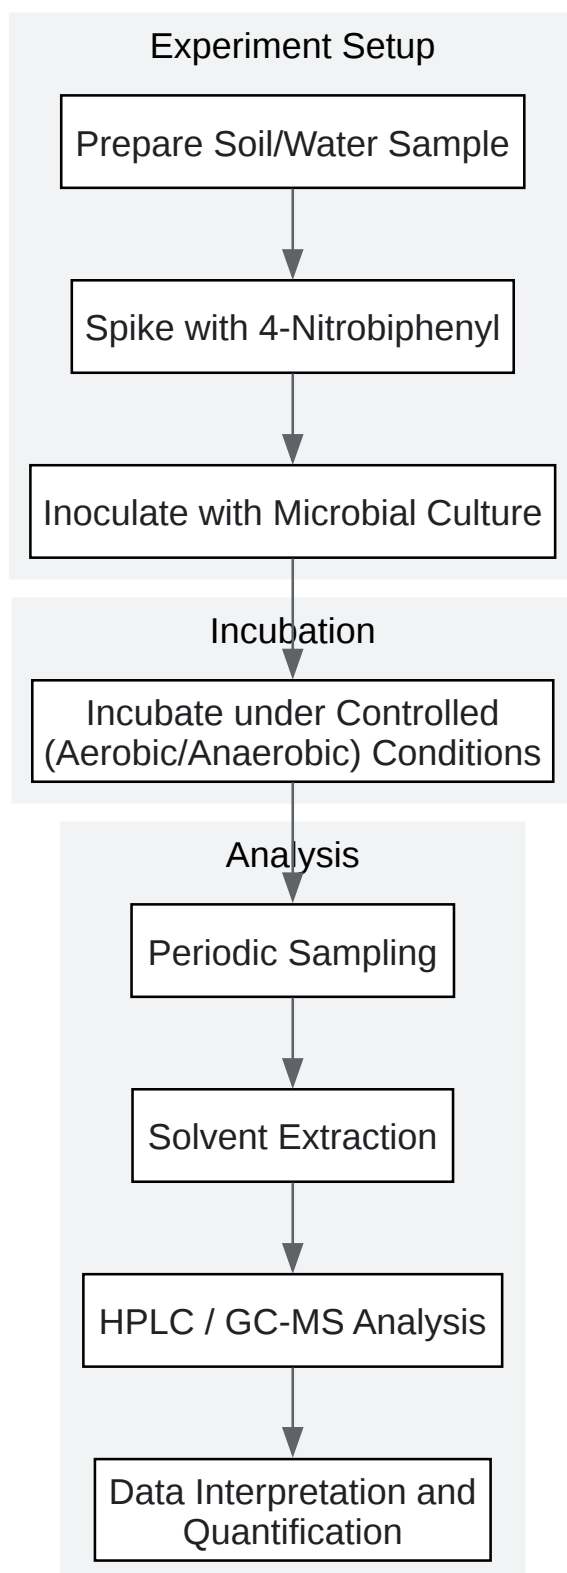 Experiment Setup
Prepare Soil/Water Sample
Spike with 4-Nitrobiphenyl
Inoculate with Microbial Culture
Incubation
Incubate under Controlled
(Aerobic/Anaerobic) Conditions
Analysis
Periodic Sampling
Solvent Extraction
HPLC / GC-MS Analysis
Data Interpretation and
Quantification